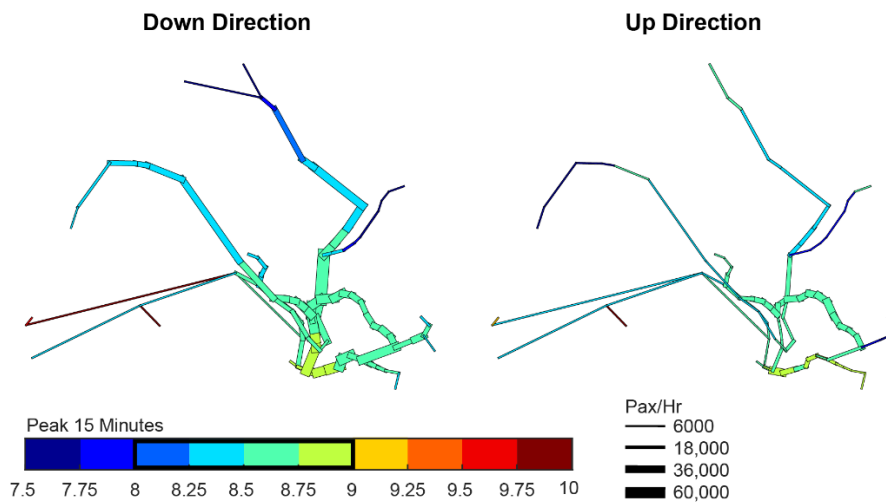 Down Direction
Up Direction
Peak 15 Minutes
7.5 7.75 8 8.25 8.5 8.75 9 9.25 9.5 9.75 10
Pax/Hr
6000
18,000
36,000
60,000